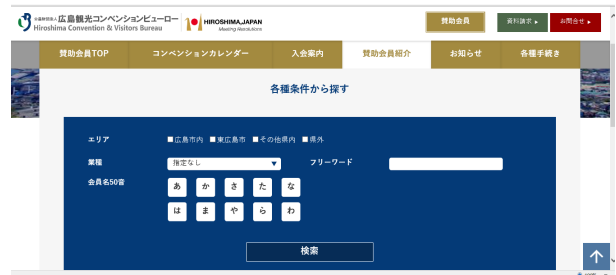 広島観光コンベンションビューロー
Hiroshima Convention & Visitors Bureau
HIROSHIMA,JAPAN
Meeting Resolutions
賛助会員
資料請求
お問合せ
賛助会員TOP
コンベンションカレンダー
入会案内
賛助会員紹介
お知らせ
各種手続き
各種条件から探す
エリア
広島市内 東広島市 その他県内 県外
業種 指定なし フリーワード
会員名50音 あ か さ た な
は ま や ら わ
検索